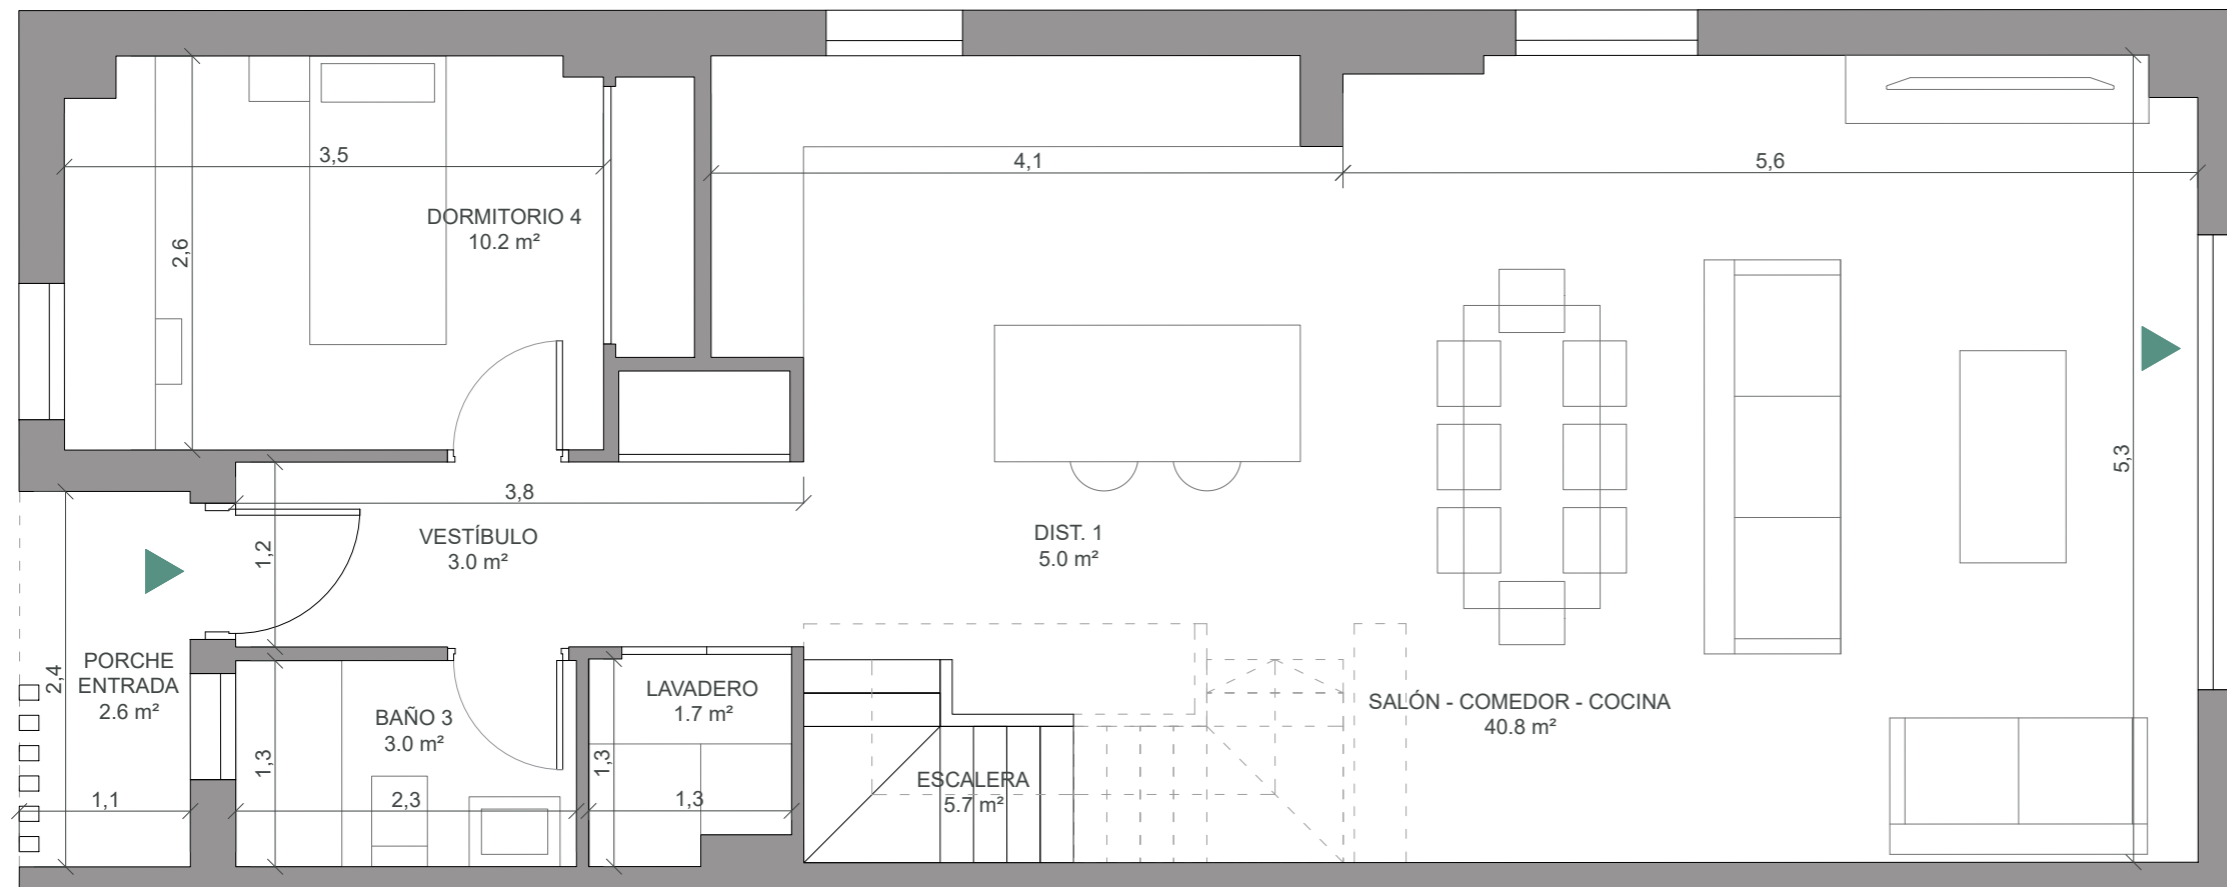 3,5
4,1
5,6
DORMITORIO 4
10.2 m²
2,6
5,3
3,8
VESTÍBULO
3.0 m²
1,2
DIST. 1
5.0 m²
PORCHE
ENTRADA
2.6 m²
2,4
BAÑO 3
3.0 m²
LAVADERO
1.7 m²
SALÓN - COMEDOR - COCINA
40.8 m²
1,3
1,3
ESCALERA
5.7 m²
1,1
2,3
1,3